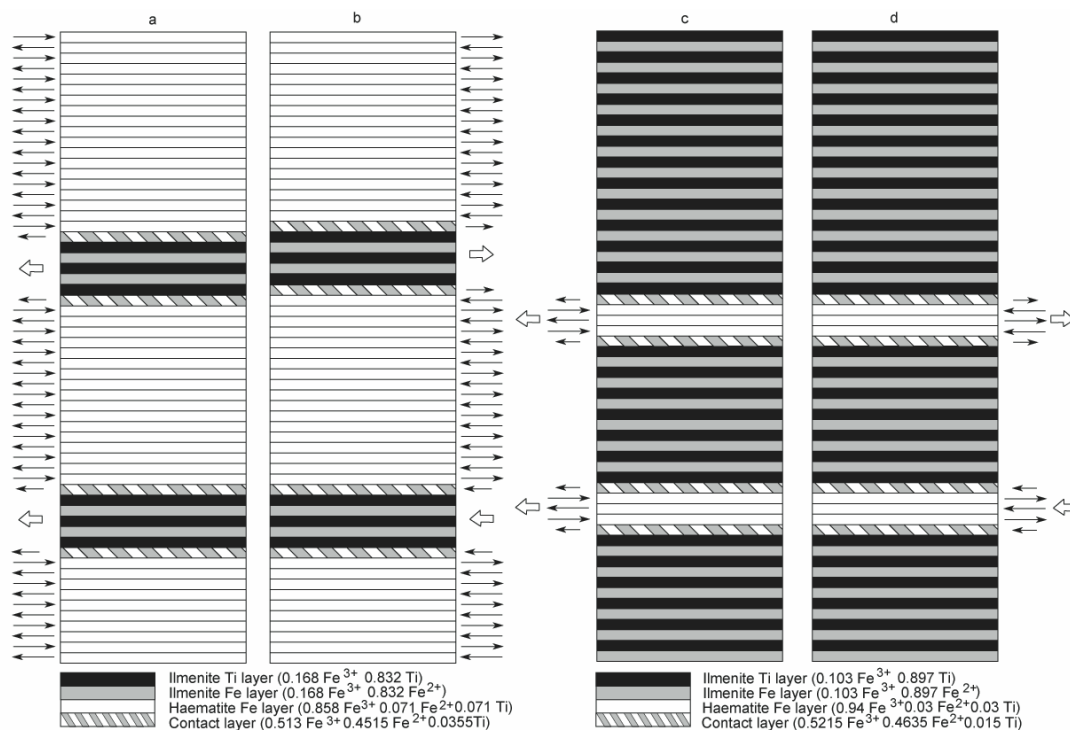 a
b
c
d
Ilmenite Ti layer (0.168 Fe³⁺ 0.832 Ti)
Ilmenite Fe layer (0.168 Fe³⁺ 0.832 Fe²⁺)
Haematite Fe layer (0.858 Fe³⁺ 0.071 Fe²⁺0.071 Ti)
Contact layer (0.513 Fe³⁺ 0.4515 Fe²⁺0.0355Ti)
Ilmenite Ti layer (0.103 Fe³⁺ 0.897 Ti)
Ilmenite Fe layer (0.103 Fe³⁺ 0.897 Fe²⁺)
Haematite Fe layer (0.94 Fe³⁺0.03 Fe²⁺0.03 Ti)
Contact layer (0.5215 Fe³⁺ 0.4635 Fe²⁺0.015 Ti)